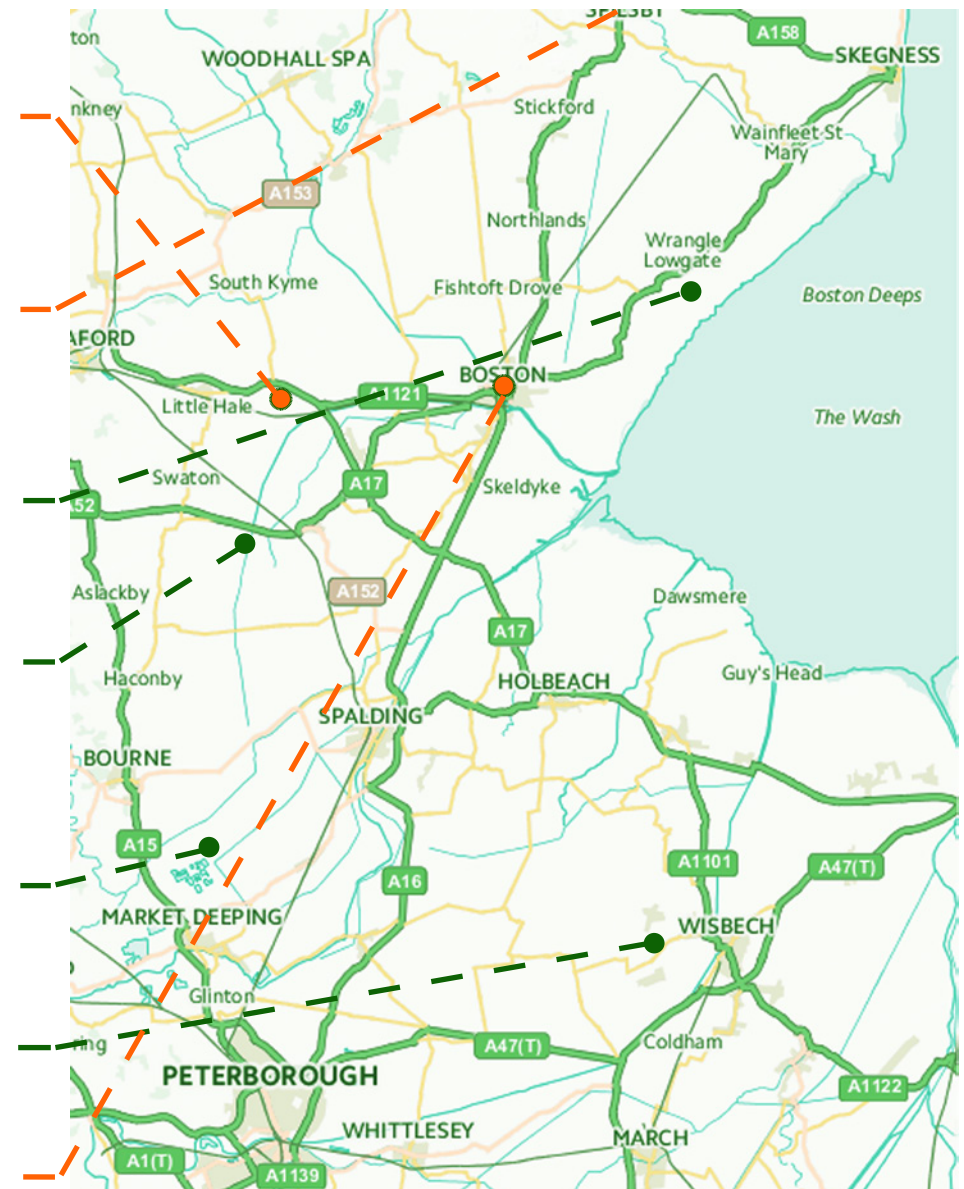 SPILSBY
A158
ton
WOODHALL SPA
SKEGNESS
nkney
Stickford
Wainfleet St
Mary
A153
Northlands
Wrangle
Lowgate
South Kyme
Fishtoft Drove
Boston Deeps
AFORD
BOSTON
A1121
Little Hale
The Wash
Swaton
A17
Skeldyke
A52
Aslackby
A152
Dawsmere
A17
Haconby
HOLBEACH
Guy's Head
SPALDING
BOURNE
A15
A1101
A47(T)
A16
MARKET DEEPING
WISBECH
Glinton
ring
A47(T)
Coldham
PETERBOROUGH
A1122
WHITTLESEY
MARCH
A1(T)
A1139